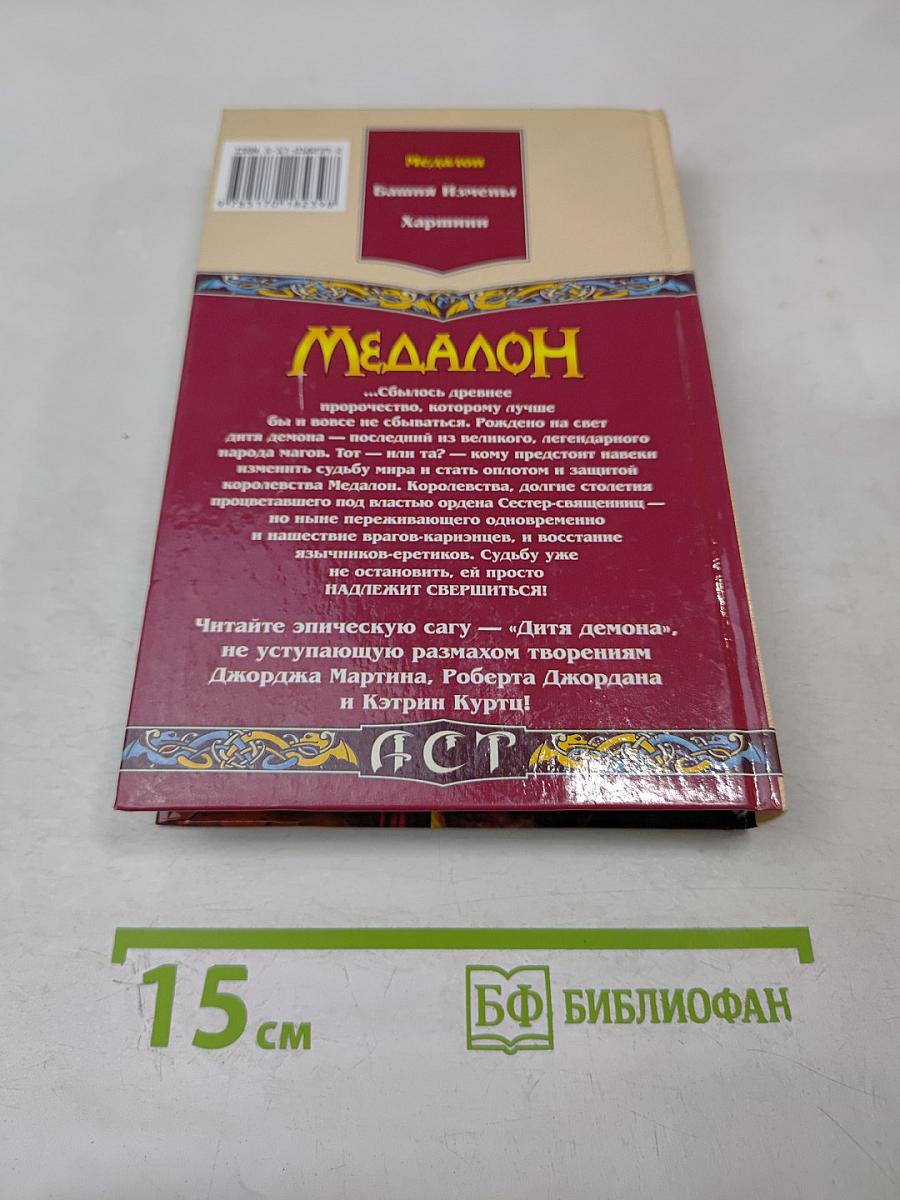 Медалон
Башня Измены
Харшини
МЕДАЛОН
...Сбылось древнее
пророчество, которому лучше
бы и вовсе не сбываться. Рождено на свет
дитя демона — последний из великого, легендарного
народа магов. Тот — или та? — кому предстоит навеки
изменить судьбу мира и стать оплотом и защитой
королевства Медалон. Королевства, долгие столетия
процветавшего под властью ордена Сестер-священниц —
но ныне переживающего одновременно
и нашествие врагов-кариэнцев, и восстание
язычников-еретиков. Судьбу уже
не остановить, ей просто
НАДЛЕЖИТ СВЕРШИТЬСЯ!
Читайте эпическую сагу — «Дитя демона»,
не уступающую размахом творениям
Джорджа Мартина, Роберта Джордана
и Кэтрин Куртц!
АСТ
15 см
БФ БИБЛИОФАН